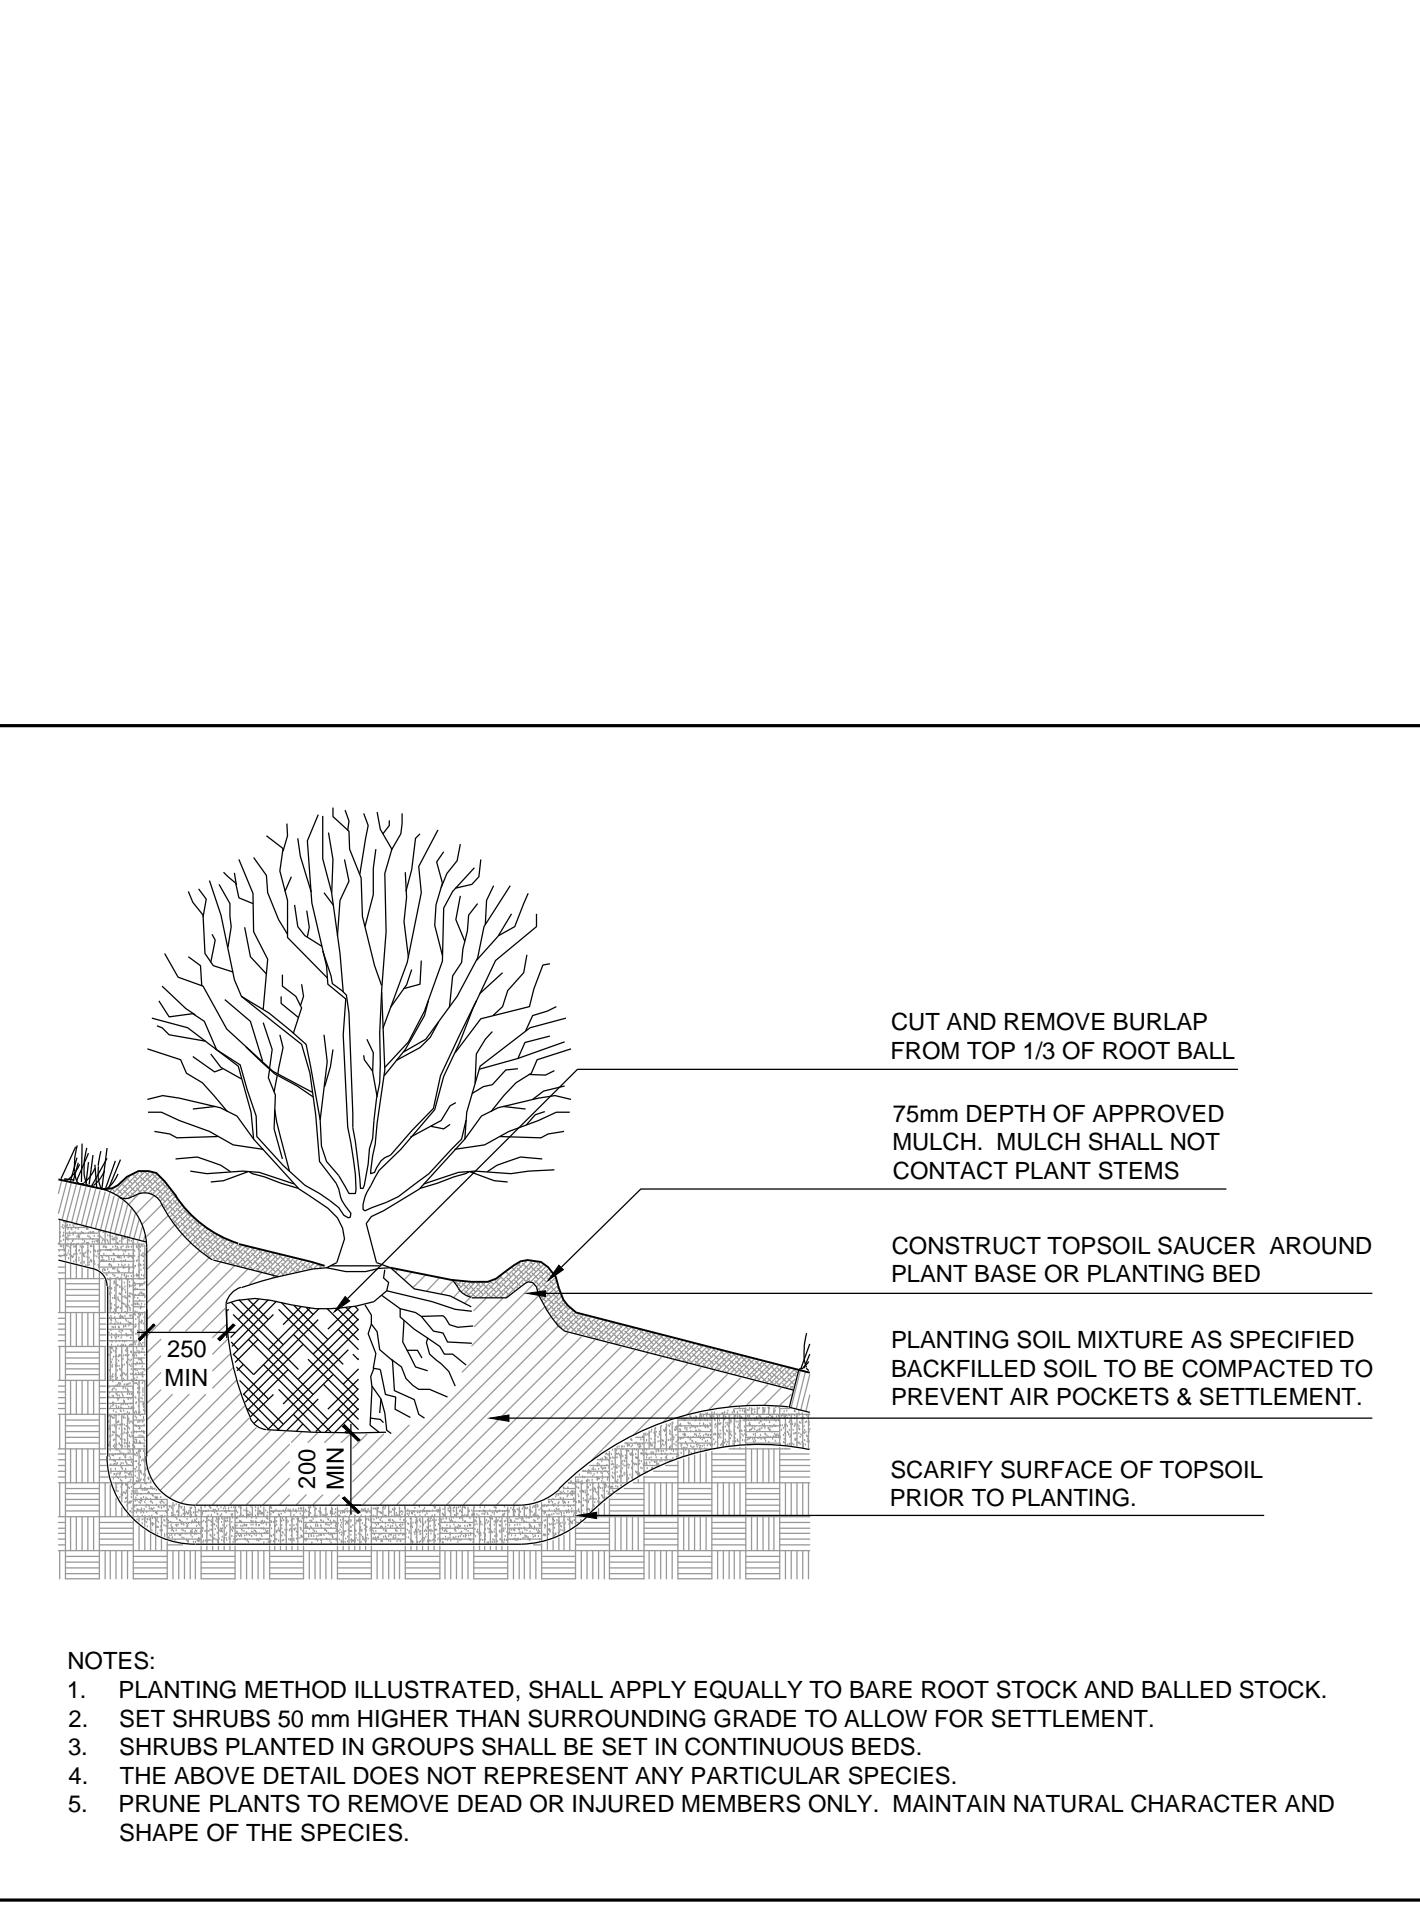 CUT AND REMOVE BURLAP
FROM TOP 1/3 OF ROOT BALL
75mm DEPTH OF APPROVED
MULCH. MULCH SHALL NOT
CONTACT PLANT STEMS
CONSTRUCT TOPSOIL SAUCER AROUND
PLANT BASE OR PLANTING BED
PLANTING SOIL MIXTURE AS SPECIFIED
BACKFILLED SOIL TO BE COMPACTED TO
PREVENT AIR POCKETS & SETTLEMENT.
250
MIN
200
MIN
SCARIFY SURFACE OF TOPSOIL
PRIOR TO PLANTING.
NOTES:
1. PLANTING METHOD ILLUSTRATED, SHALL APPLY EQUALLY TO BARE ROOT STOCK AND BALLED STOCK.
2. SET SHRUBS 50 mm HIGHER THAN SURROUNDING GRADE TO ALLOW FOR SETTLEMENT.
3. SHRUBS PLANTED IN GROUPS SHALL BE SET IN CONTINUOUS BEDS.
4. THE ABOVE DETAIL DOES NOT REPRESENT ANY PARTICULAR SPECIES.
5. PRUNE PLANTS TO REMOVE DEAD OR INJURED MEMBERS ONLY. MAINTAIN NATURAL CHARACTER AND
SHAPE OF THE SPECIES.